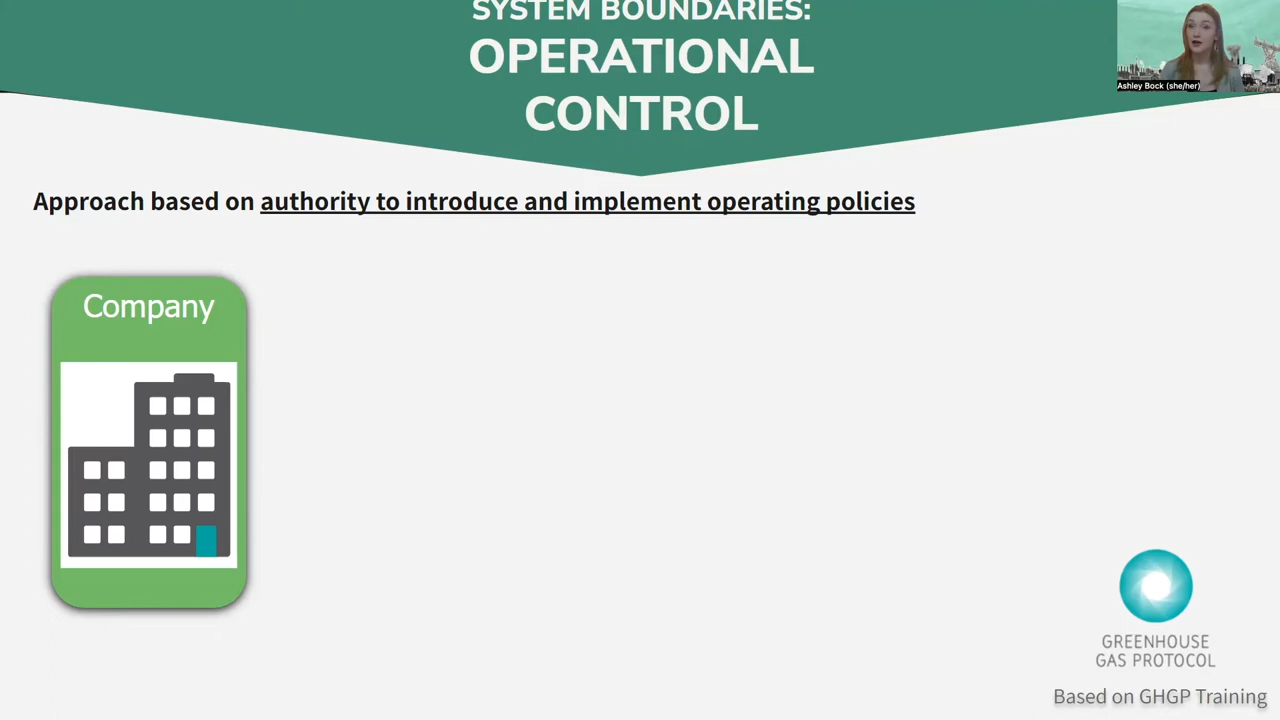 SYSTEM BOUNDARIES:
OPERATIONAL
CONTROL
Ashley Bock (she/her)
Approach based on authority to introduce and implement operating policies
Company
GREENHOUSE
GAS PROTOCOL
Based on GHGP Training